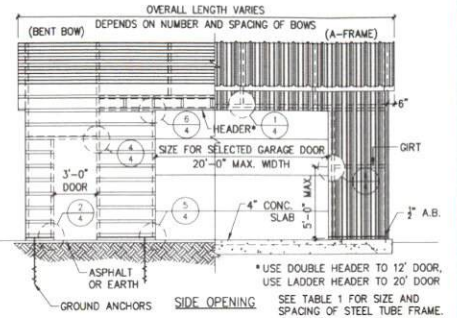 OVERALL LENGTH VARIES
DEPENDS ON NUMBER AND SPACING OF BOWS
(BENT BOW)
(A-FRAME)
6"
6
4
HEADER*
1
4
4
4
SIZE FOR SELECTED GARAGE DOOR
20'-0" MAX. WIDTH
GIRT
3'-0"
DOOR
5'-0" MAX.
2
4
5
4
4" CONC.
SLAB
½" A.B.
ASPHALT
OR EARTH
GROUND ANCHORS
SIDE OPENING
* USE DOUBLE HEADER TO 12' DOOR,
USE LADDER HEADER TO 20' DOOR
SEE TABLE 1 FOR SIZE AND
SPACING OF STEEL TUBE FRAME.